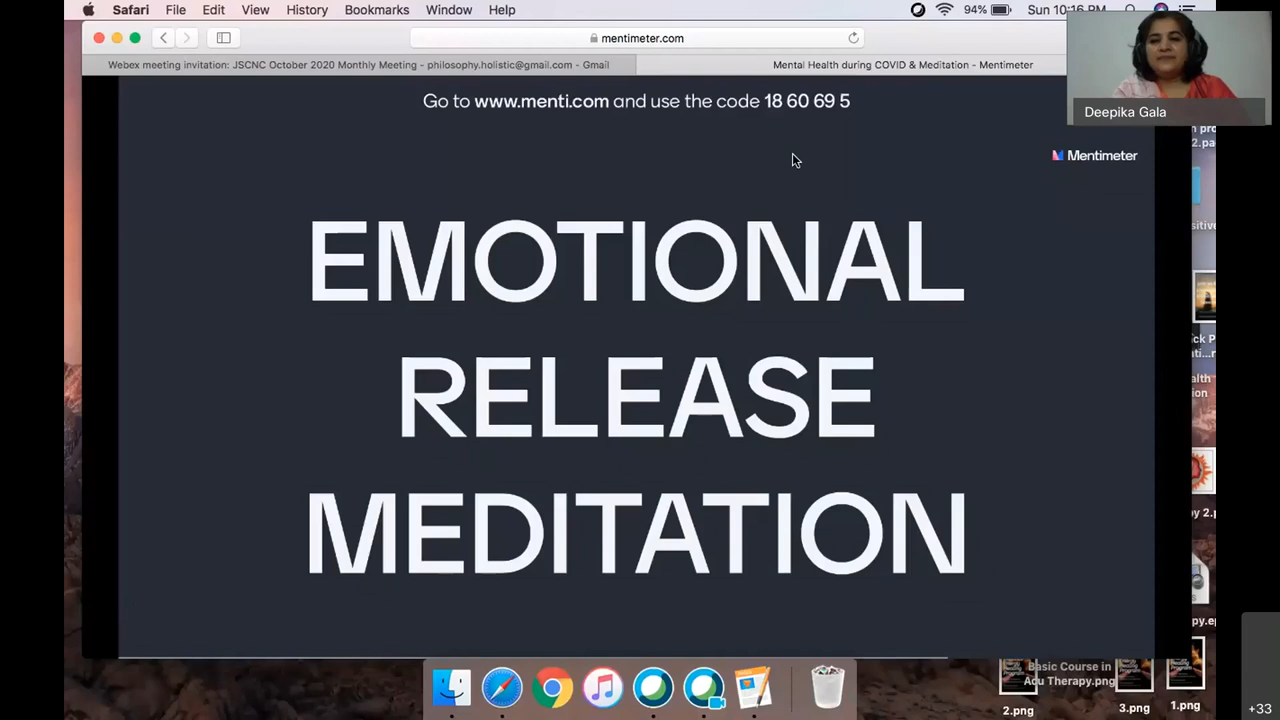 Safari File Edit View History Bookmarks Window Help 94% Sun 10:16 PM
mentimeter.com
Webex meeting invitation: JSCNC October 2020 Monthly Meeting - philosophy.holistic@gmail.com - Gmail
Mental Health during COVID & Meditation - Mentimeter
Deepika Gala
Go to www.menti.com and use the code 18 60 69 5
Mentimeter
EMOTIONAL
RELEASE
MEDITATION
Basic Course in
Acu Therapy.png
2.png
3.png
1.png
+33